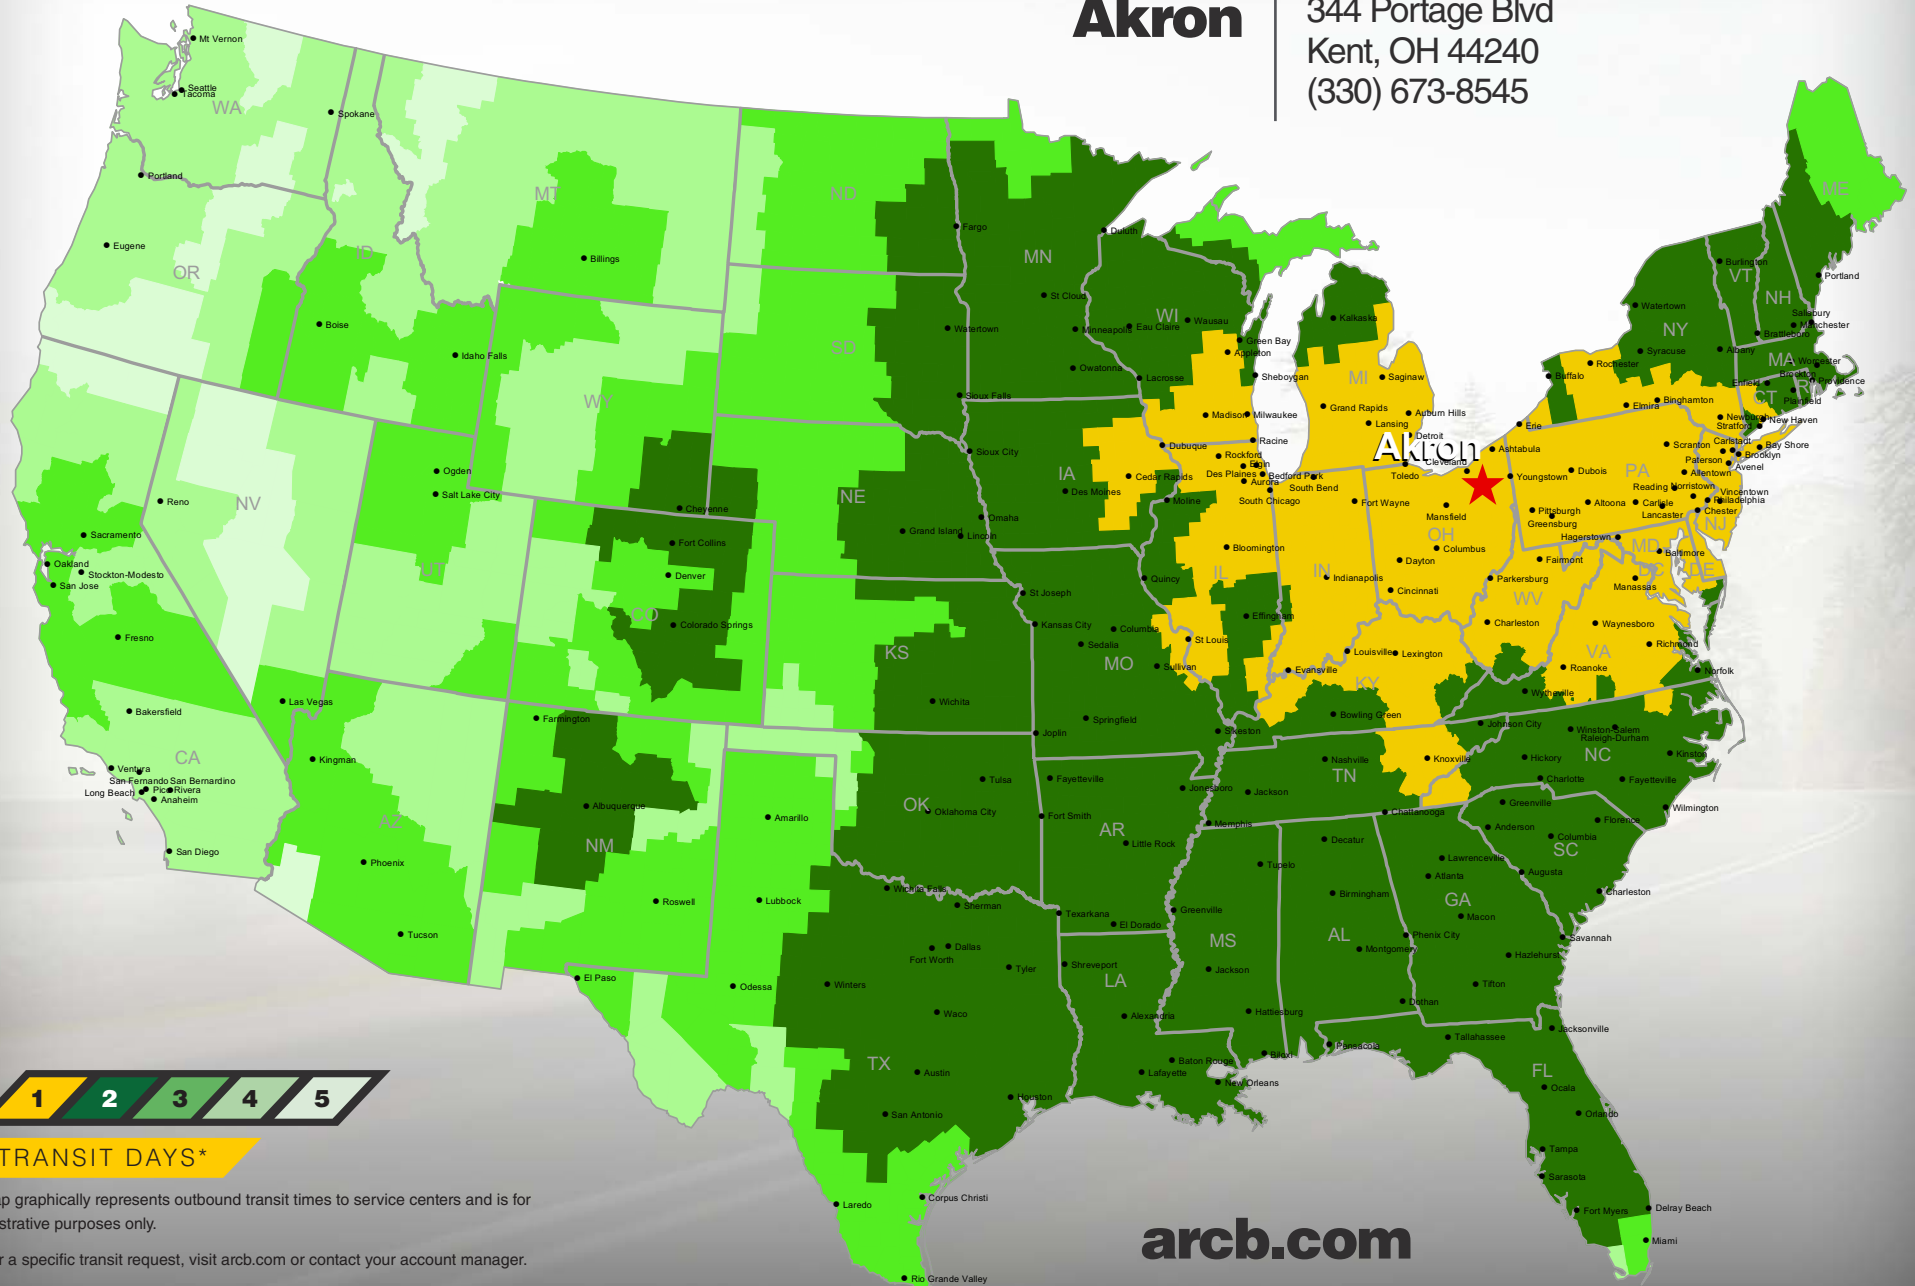 Akron
344 Portage Blvd
Kent, OH 44240
(330) 673-8545
Mt Vernon
Seattle
Tacoma
WA
Spokane
Portland
Eugene
OR
ID
Boise
Idaho Falls
MT
Billings
WY
Cheyenne
ND
SD
NE
Grand Island
Lincoln
Omaha
Fargo
Watertown
Sioux Falls
Sioux City
MN
Duluth
St Cloud
Minneapolis
Owatonna
Eau Claire
WI
Wausau
Green Bay
Appleton
Lacrosse
Sheboygan
Madison
Milwaukee
Racine
Dubuque
Rockford
Elgin
Des Plaines
Bedford Park
Aurora
South Chicago
South Bend
IA
Cedar Rapids
Des Moines
Moline
Bloomington
IL
Quincy
Effingham
St Louis
MI
Kalkaska
Saginaw
Grand Rapids
Auburn Hills
Lansing
Detroit
Akron
Cleveland
Ashtabula
Toledo
Youngstown
Fort Wayne
Mansfield
OH
Columbus
Dayton
Cincinnati
IN
Indianapolis
Evansville
Louisville
Lexington
KY
Bowling Green
Erie
Buffalo
Rochester
Syracuse
Watertown
NY
Albany
Elmira
Binghamton
Newburgh
Burlington
VT
NH
ME
Portland
Salsbury
Manchester
Brattleboro
MA
Worcester
Brockton
Providence
RI
Enfield
CT
Plainfield
New Haven
Stratford
Bay Shore
Brooklyn
Carlstadt
Paterson
Avenel
Scranton
Allentown
PA
Dubois
Reading
Norristown
Vincentown
Philadelphia
Altoona
Carlisle
Lancaster
Chester
Pittsburgh
Greensburg
NJ
Hagerstown
MD
Baltimore
DC
DE
Manassas
Fairmont
Parkersburg
WV
Charleston
Waynesboro
VA
Richmond
Roanoke
Norfolk
Wytheville
Reno
NV
Las Vegas
Ogden
Salt Lake City
UT
Fort Collins
Denver
CO
Colorado Springs
Sacramento
Oakland
Stockton-Modesto
San Jose
Fresno
Bakersfield
CA
Ventura
San Fernando
San Bernardino
Long Beach
Pico Rivera
Anaheim
San Diego
Kingman
AZ
Phoenix
Tucson
Farmington
Albuquerque
NM
Roswell
KS
Wichita
St Joseph
Kansas City
Columbia
Sedalia
MO
Sullivan
Springfield
Joplin
Sikeston
OK
Tulsa
Oklahoma City
Fayetteville
Fort Smith
AR
Little Rock
Jonesboro
Texarkana
El Dorado
Nashville
TN
Jackson
Memphis
Knoxville
Chattanooga
Johnson City
Winston-Salem
Raleigh-Durham
NC
Hickory
Charlotte
Fayetteville
Kinston
Wilmington
Greenville
Anderson
Florence
Columbia
SC
Charleston
Tupelo
Greenville
MS
Jackson
Hattiesburg
Biloxi
Decatur
Birmingham
AL
Montgomery
Dothan
Lawrenceville
Atlanta
Augusta
GA
Macon
Phenix City
Savannah
Hazlehurst
Tifton
Amarillo
Lubbock
Wichita Falls
Sherman
Dallas
Fort Worth
Tyler
El Paso
Odessa
Winters
Waco
TX
Austin
San Antonio
Houston
Laredo
Corpus Christi
Rio Grande Valley
Shreveport
LA
Alexandria
Baton Rouge
Lafayette
New Orleans
Pensacola
Tallahassee
Jacksonville
FL
Ocala
Orlando
Tampa
Sarasota
Fort Myers
Delray Beach
Miami
1 2 3 4 5
TRANSIT DAYS*
graphically represents outbound transit times to service centers and is for
purposes only.
a specific transit request, visit arcb.com or contact your account manager.
arcb.com